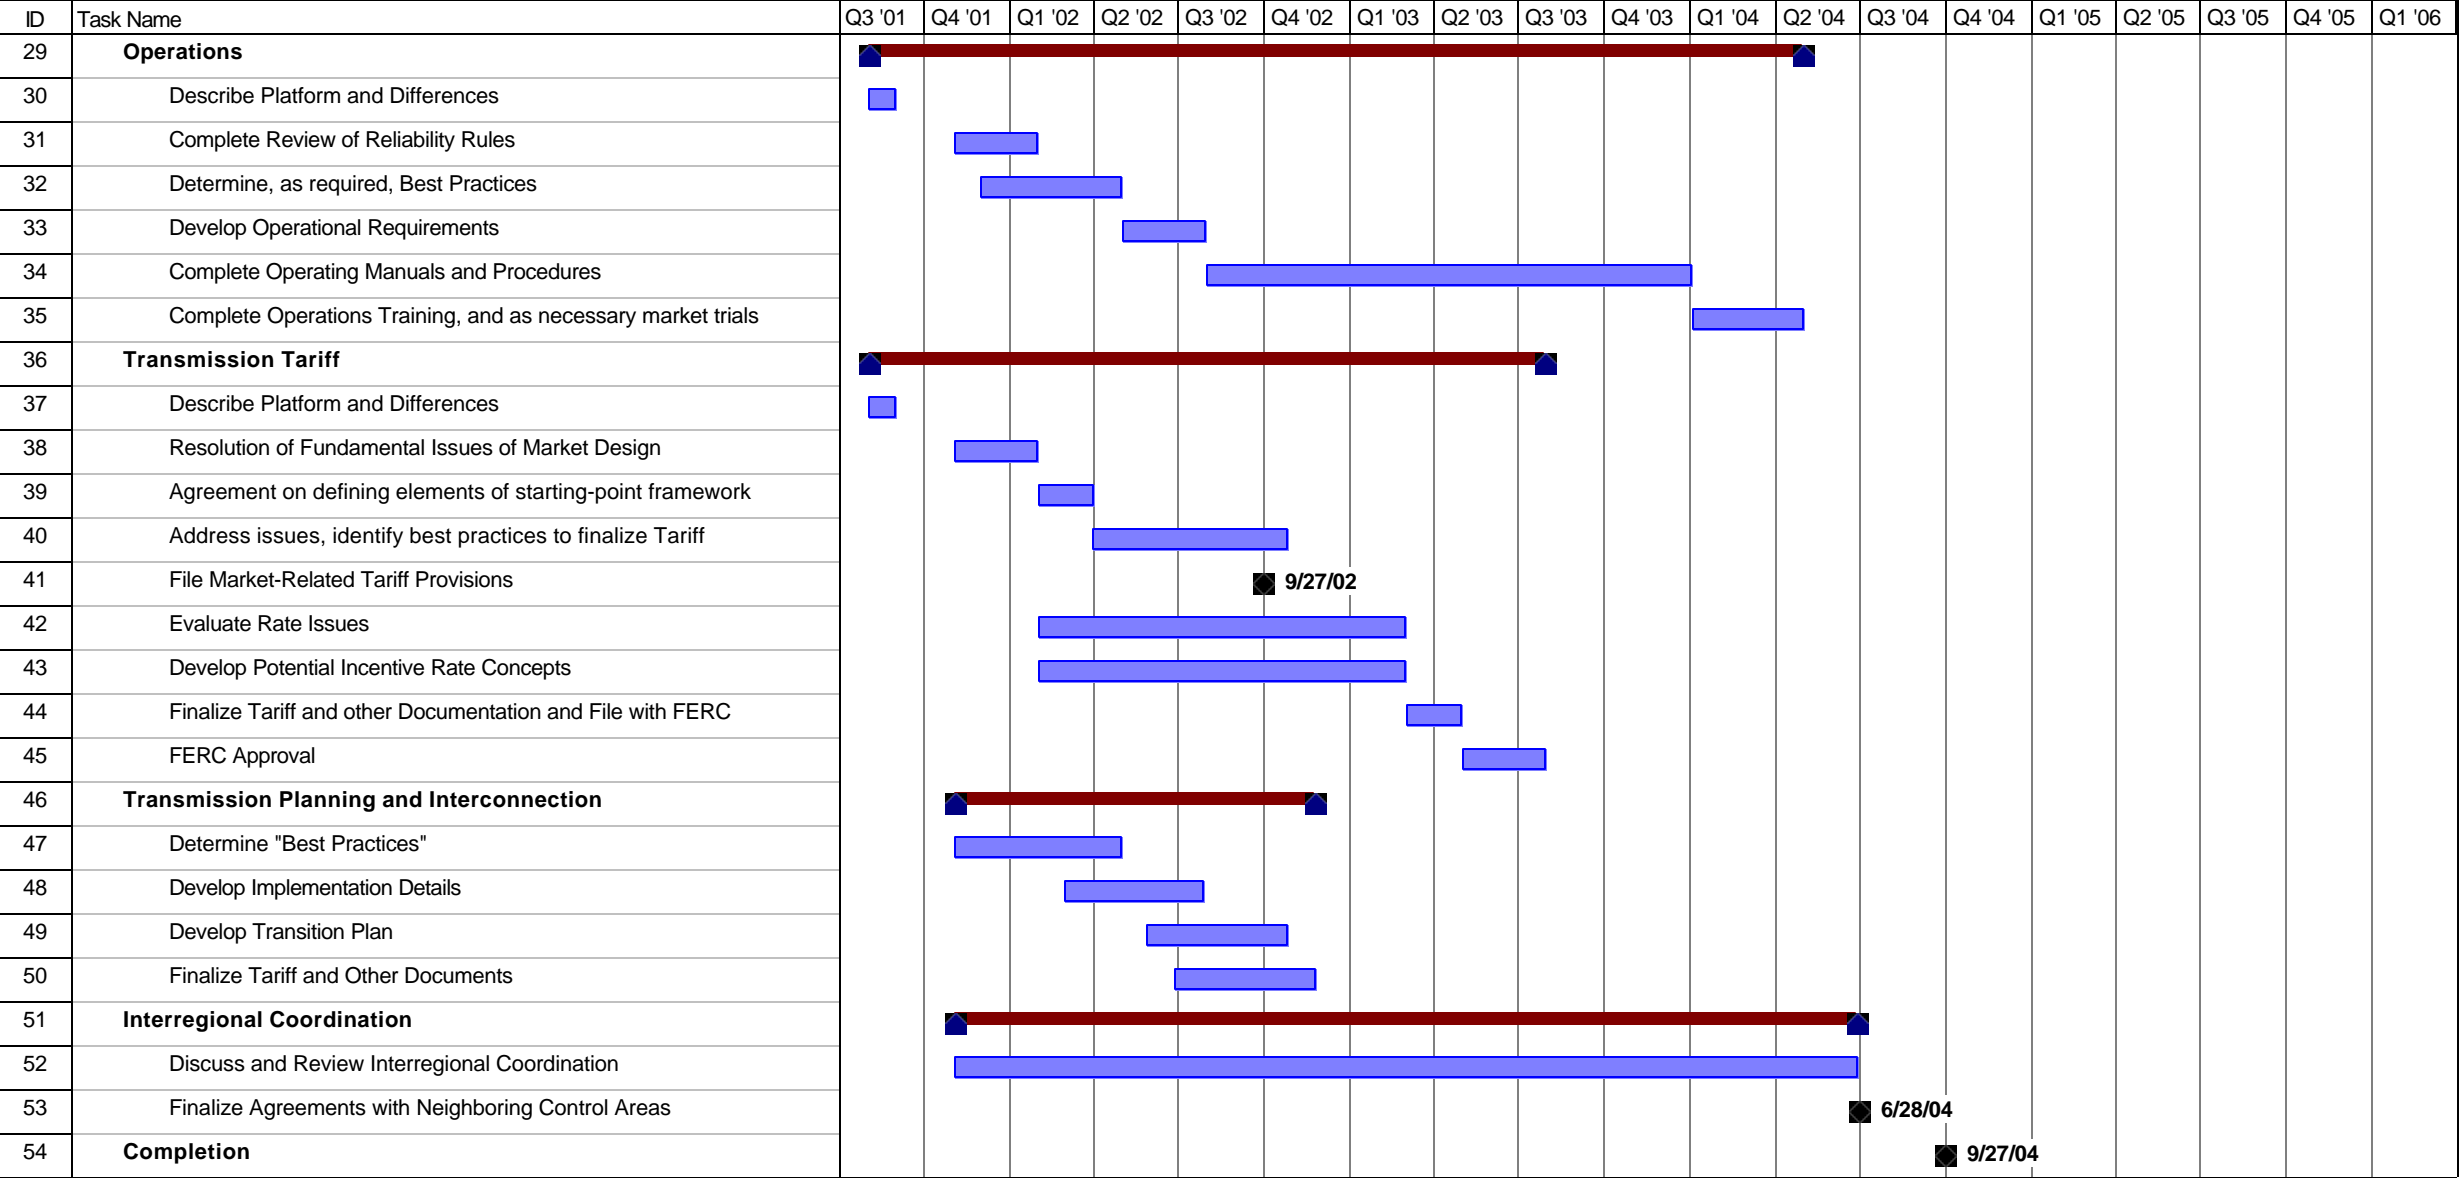 ID Task Name Q3 '01 Q4 '01 Q1 '02 Q2 '02 Q3 '02 Q4 '02 Q1 '03 Q2 '03 Q3 '03 Q4 '03 Q1 '04 Q2 '04 Q3 '04 Q4 '04 Q1 '05 Q2 '05 Q3 '05 Q4 '05 Q1 '06
29 Operations
30 Describe Platform and Differences
31 Complete Review of Reliability Rules
32 Determine, as required, Best Practices
33 Develop Operational Requirements
34 Complete Operating Manuals and Procedures
35 Complete Operations Training, and as necessary market trials
36 Transmission Tariff
37 Describe Platform and Differences
38 Resolution of Fundamental Issues of Market Design
39 Agreement on defining elements of starting-point framework
40 Address issues, identify best practices to finalize Tariff
41 File Market-Related Tariff Provisions 9/27/02
42 Evaluate Rate Issues
43 Develop Potential Incentive Rate Concepts
44 Finalize Tariff and other Documentation and File with FERC
45 FERC Approval
46 Transmission Planning and Interconnection
47 Determine "Best Practices"
48 Develop Implementation Details
49 Develop Transition Plan
50 Finalize Tariff and Other Documents
51 Interregional Coordination
52 Discuss and Review Interregional Coordination
53 Finalize Agreements with Neighboring Control Areas 6/28/04
54 Completion 9/27/04